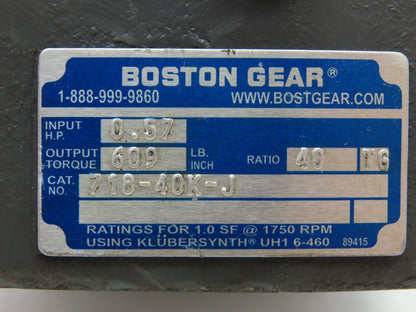 BOSTON GEAR®
1-888-999-9860 WWW.BOSTGEAR.COM
INPUT H.P. 0.57
OUTPUT TORQUE 609 LB. INCH RATIO 40 TG
CAT. NO. 718-40K-J
RATINGS FOR 1.0 SF @ 1750 RPM
USING KLÜBERSYNTH® UH1 6-460 89415